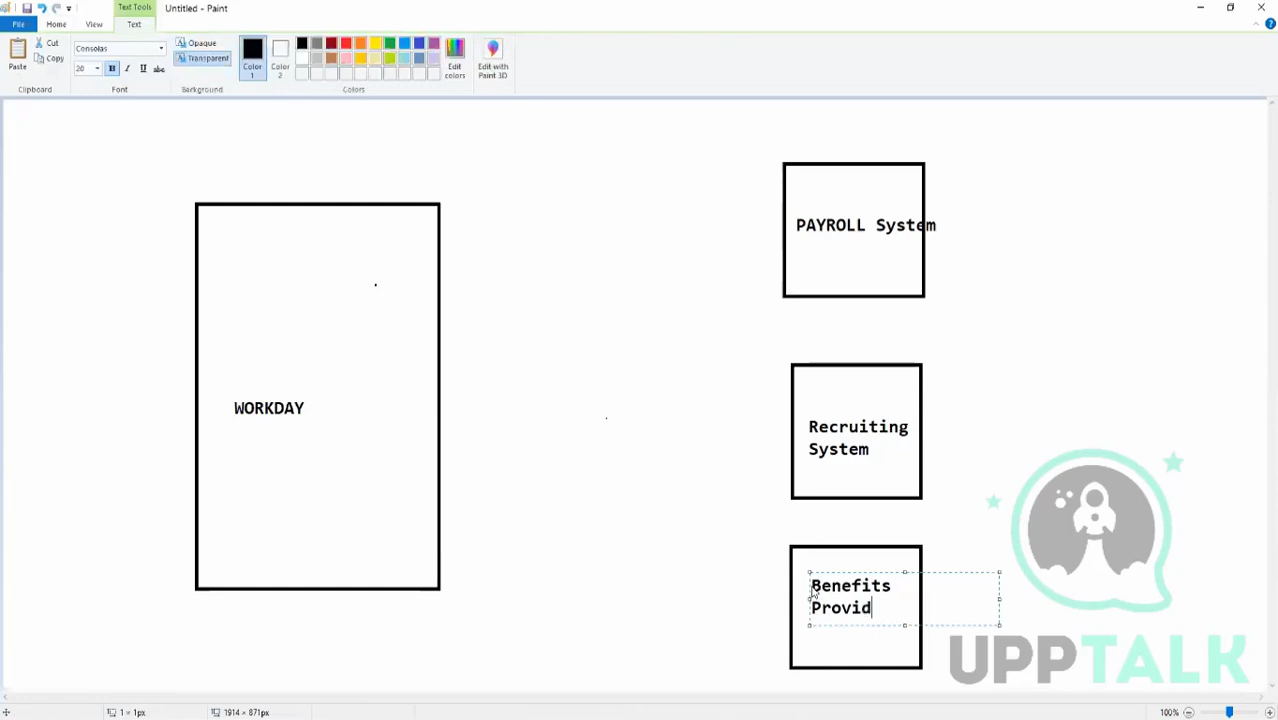 Text Tools
Untitled - Paint
File
Home
View
Text
Paste
Cut
Copy
Clipboard
Consolas
20
B
I
U
abc
Font
Opaque
Transparent
Background
Color
1
Color
2
Edit
colors
Edit with
Paint 3D
Colors
PAYROLL System
WORKDAY
Recruiting
System
Benefits
Provid
UPPTALK
1 × 1px
1914 × 871px
100%